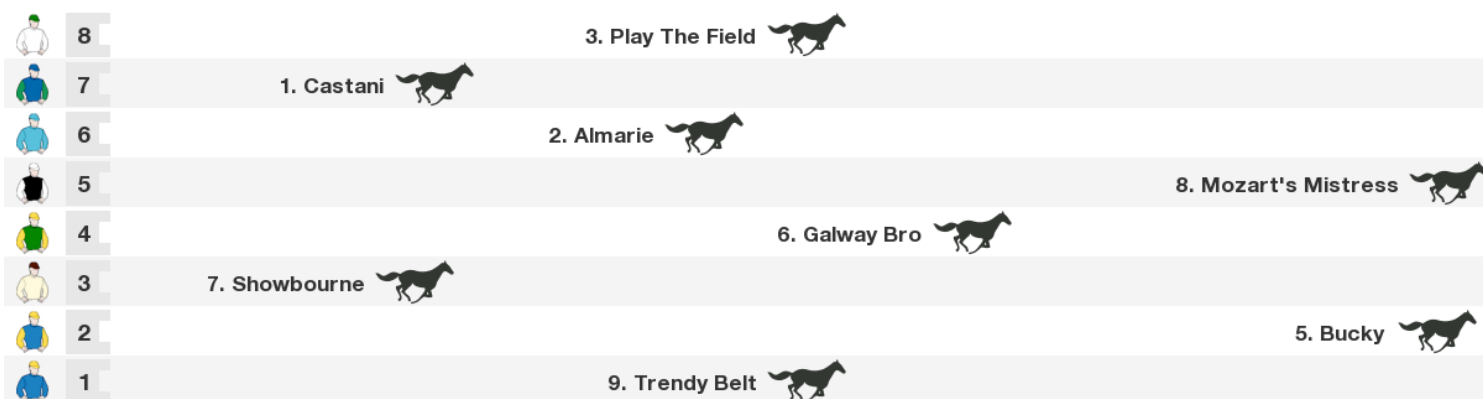 8 3. Play The Field
7 1. Castani
6 2. Almarie
5 8. Mozart's Mistress
4 6. Galway Bro
3 7. Showbourne
2 5. Bucky
1 9. Trendy Belt